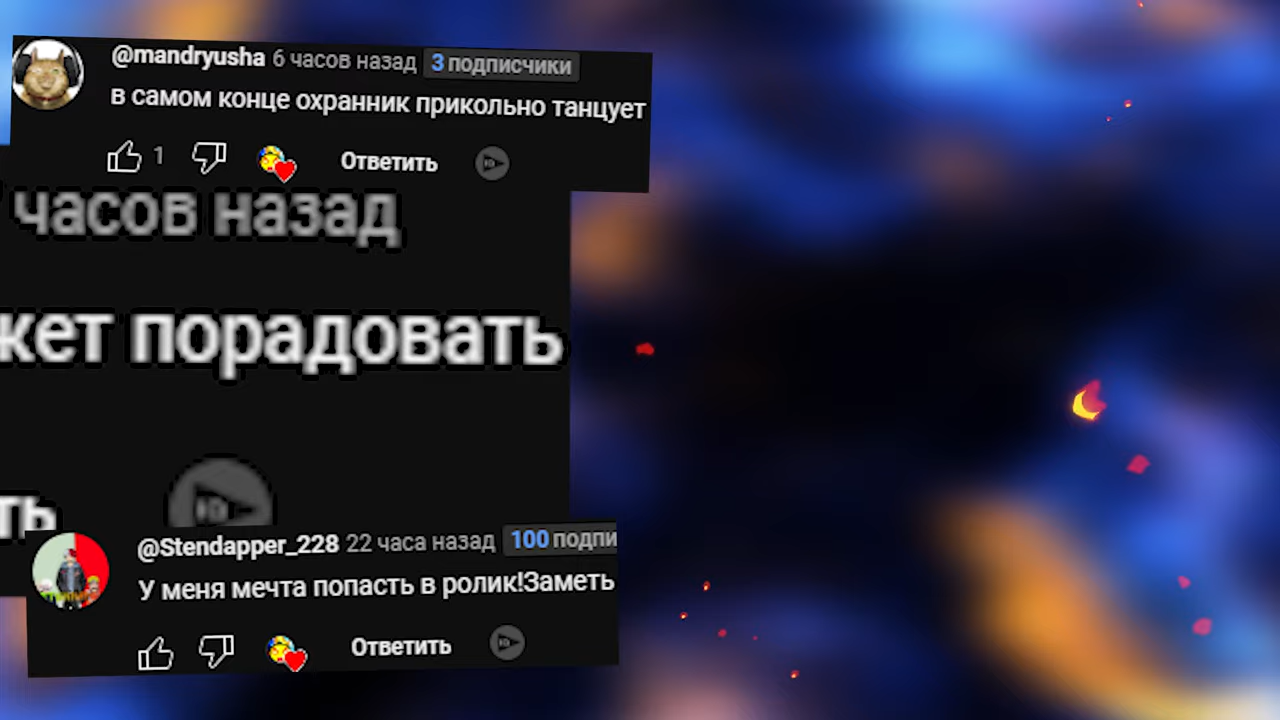 @mandryusha 6 часов назад 3 подписчики
в самом конце охранник прикольно танцует
1 Ответить
часов назад
жет порадовать
ть
@Stendapper_228 22 часа назад 100 подпи
У меня мечта попасть в ролик!Заметь
Ответить